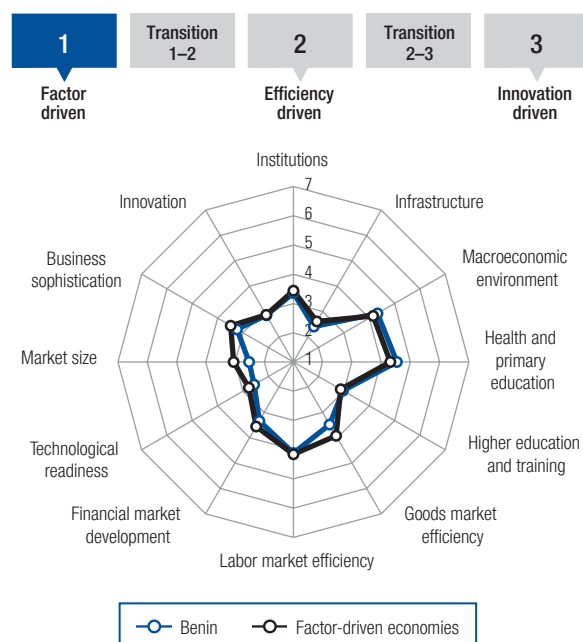 1
Transition
1–2
2
Transition
2–3
3
Factor
driven
Efficiency
driven
Innovation
driven
Institutions
7
Innovation
Infrastructure
6
5
Business
sophistication
Macroeconomic
environment
4
3
2
Market size
1
Health and
primary
education
Technological
readiness
Higher education
and training
Financial market
development
Goods market
efficiency
Labor market efficiency
Benin
Factor-driven economies